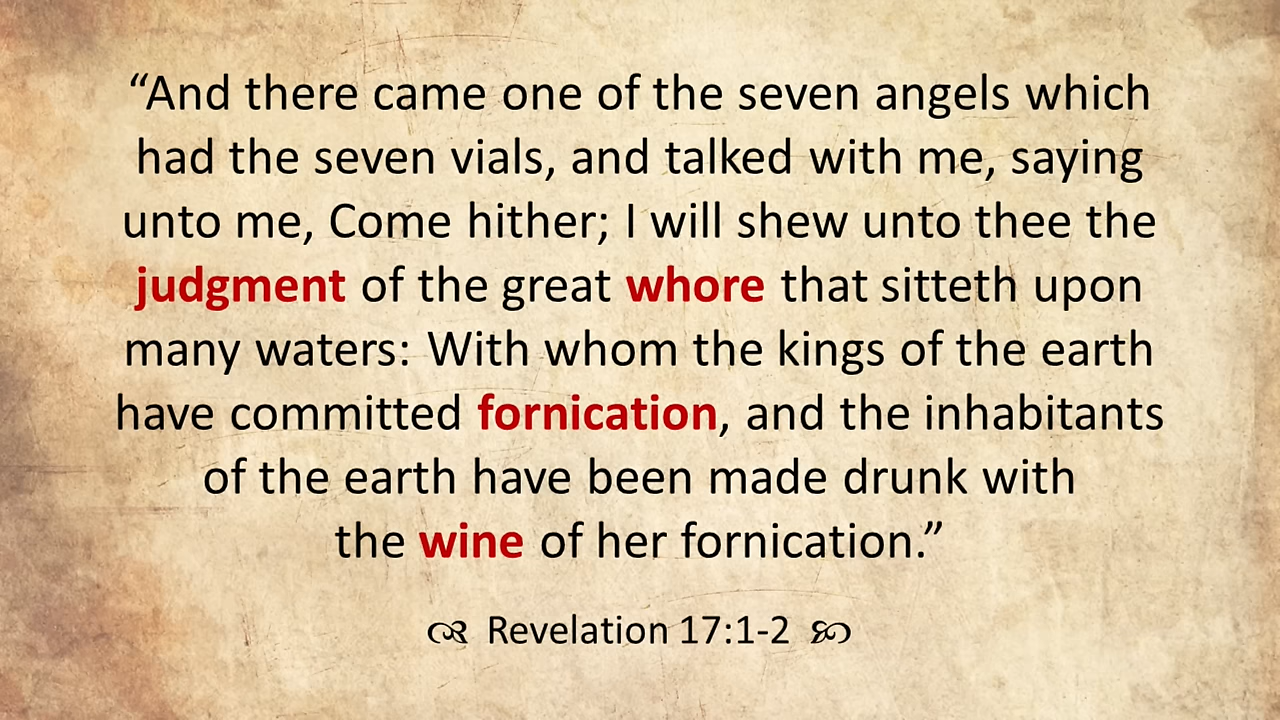 “And there came one of the seven angels which
had the seven vials, and talked with me, saying
unto me, Come hither; I will shew unto thee the
judgment of the great whore that sitteth upon
many waters: With whom the kings of the earth
have committed fornication, and the inhabitants
of the earth have been made drunk with
the wine of her fornication.”
Revelation 17:1-2